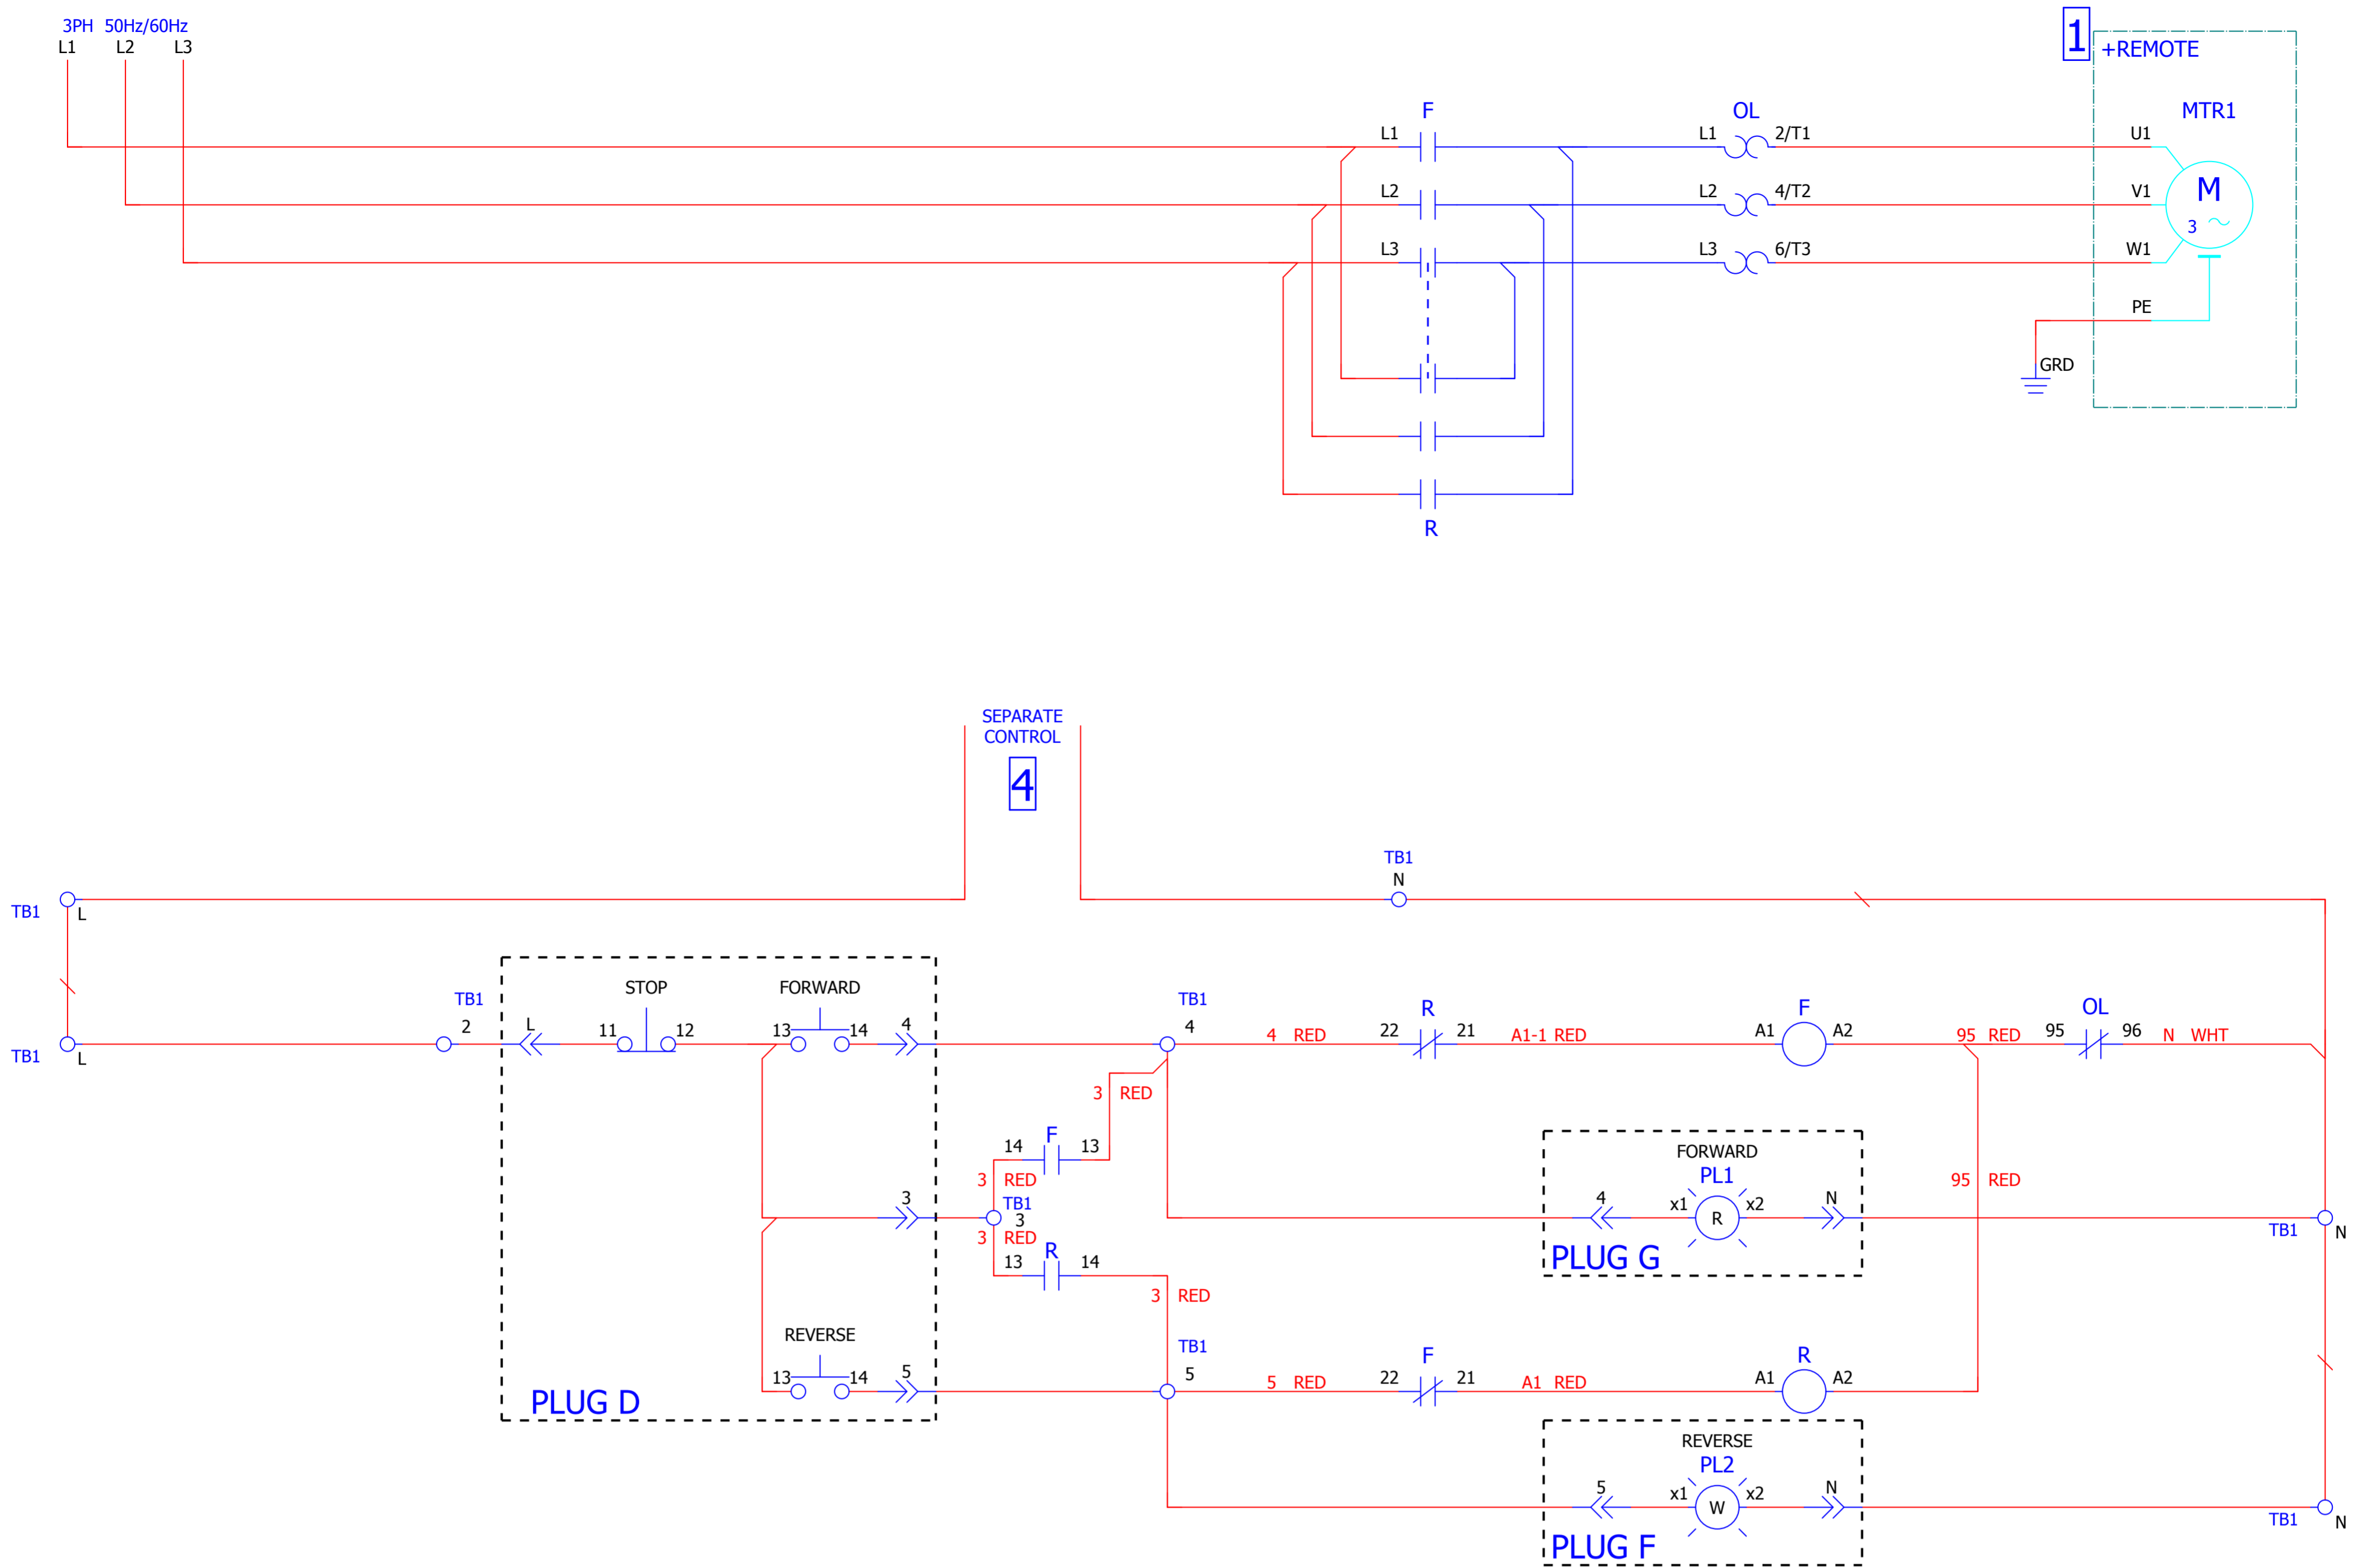 3PH 50Hz/60Hz
L1 L2 L3
1
+REMOTE
F OL MTR1
L1 L1 2/T1 U1
M
3
L2 L2 4/T2 V1
L3 L3 6/T3 W1
PE
GRD
R
SEPARATE
CONTROL
4
TB1
N
TB1 L
STOP FORWARD
TB1 TB1 R F OL
2 L 11 12 13 14 4 4
4 RED 22 21 A1-1 RED A1 A2 95 RED 95 96 N WHT
TB1 L
3 RED
F
14 13
3 RED
FORWARD
PL1
95 RED
3 TB1
3
4 x1 R x2 N
TB1 N
3 RED
R
13 14
PLUG G
3 RED
REVERSE
TB1 F R
13 14 5 5
5 RED 22 21 A1 RED A1 A2
PLUG D
REVERSE
PL2
5 x1 W x2 N
TB1 N
PLUG F